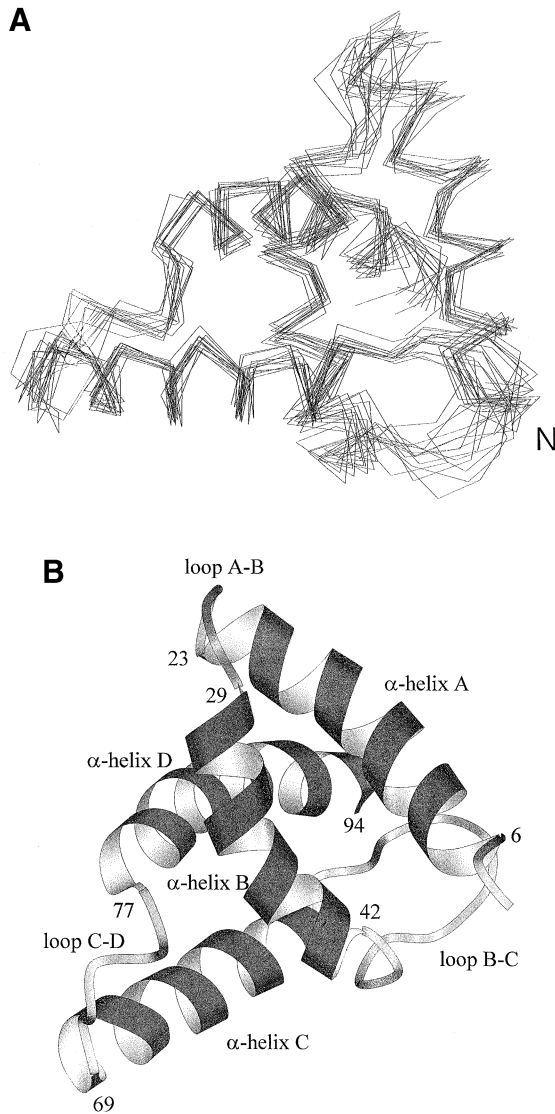 A
N
B
loop A-B
23
29
α-helix A
α-helix D
94
6
α-helix B
77
42
loop C-D
loop B-C
α-helix C
69